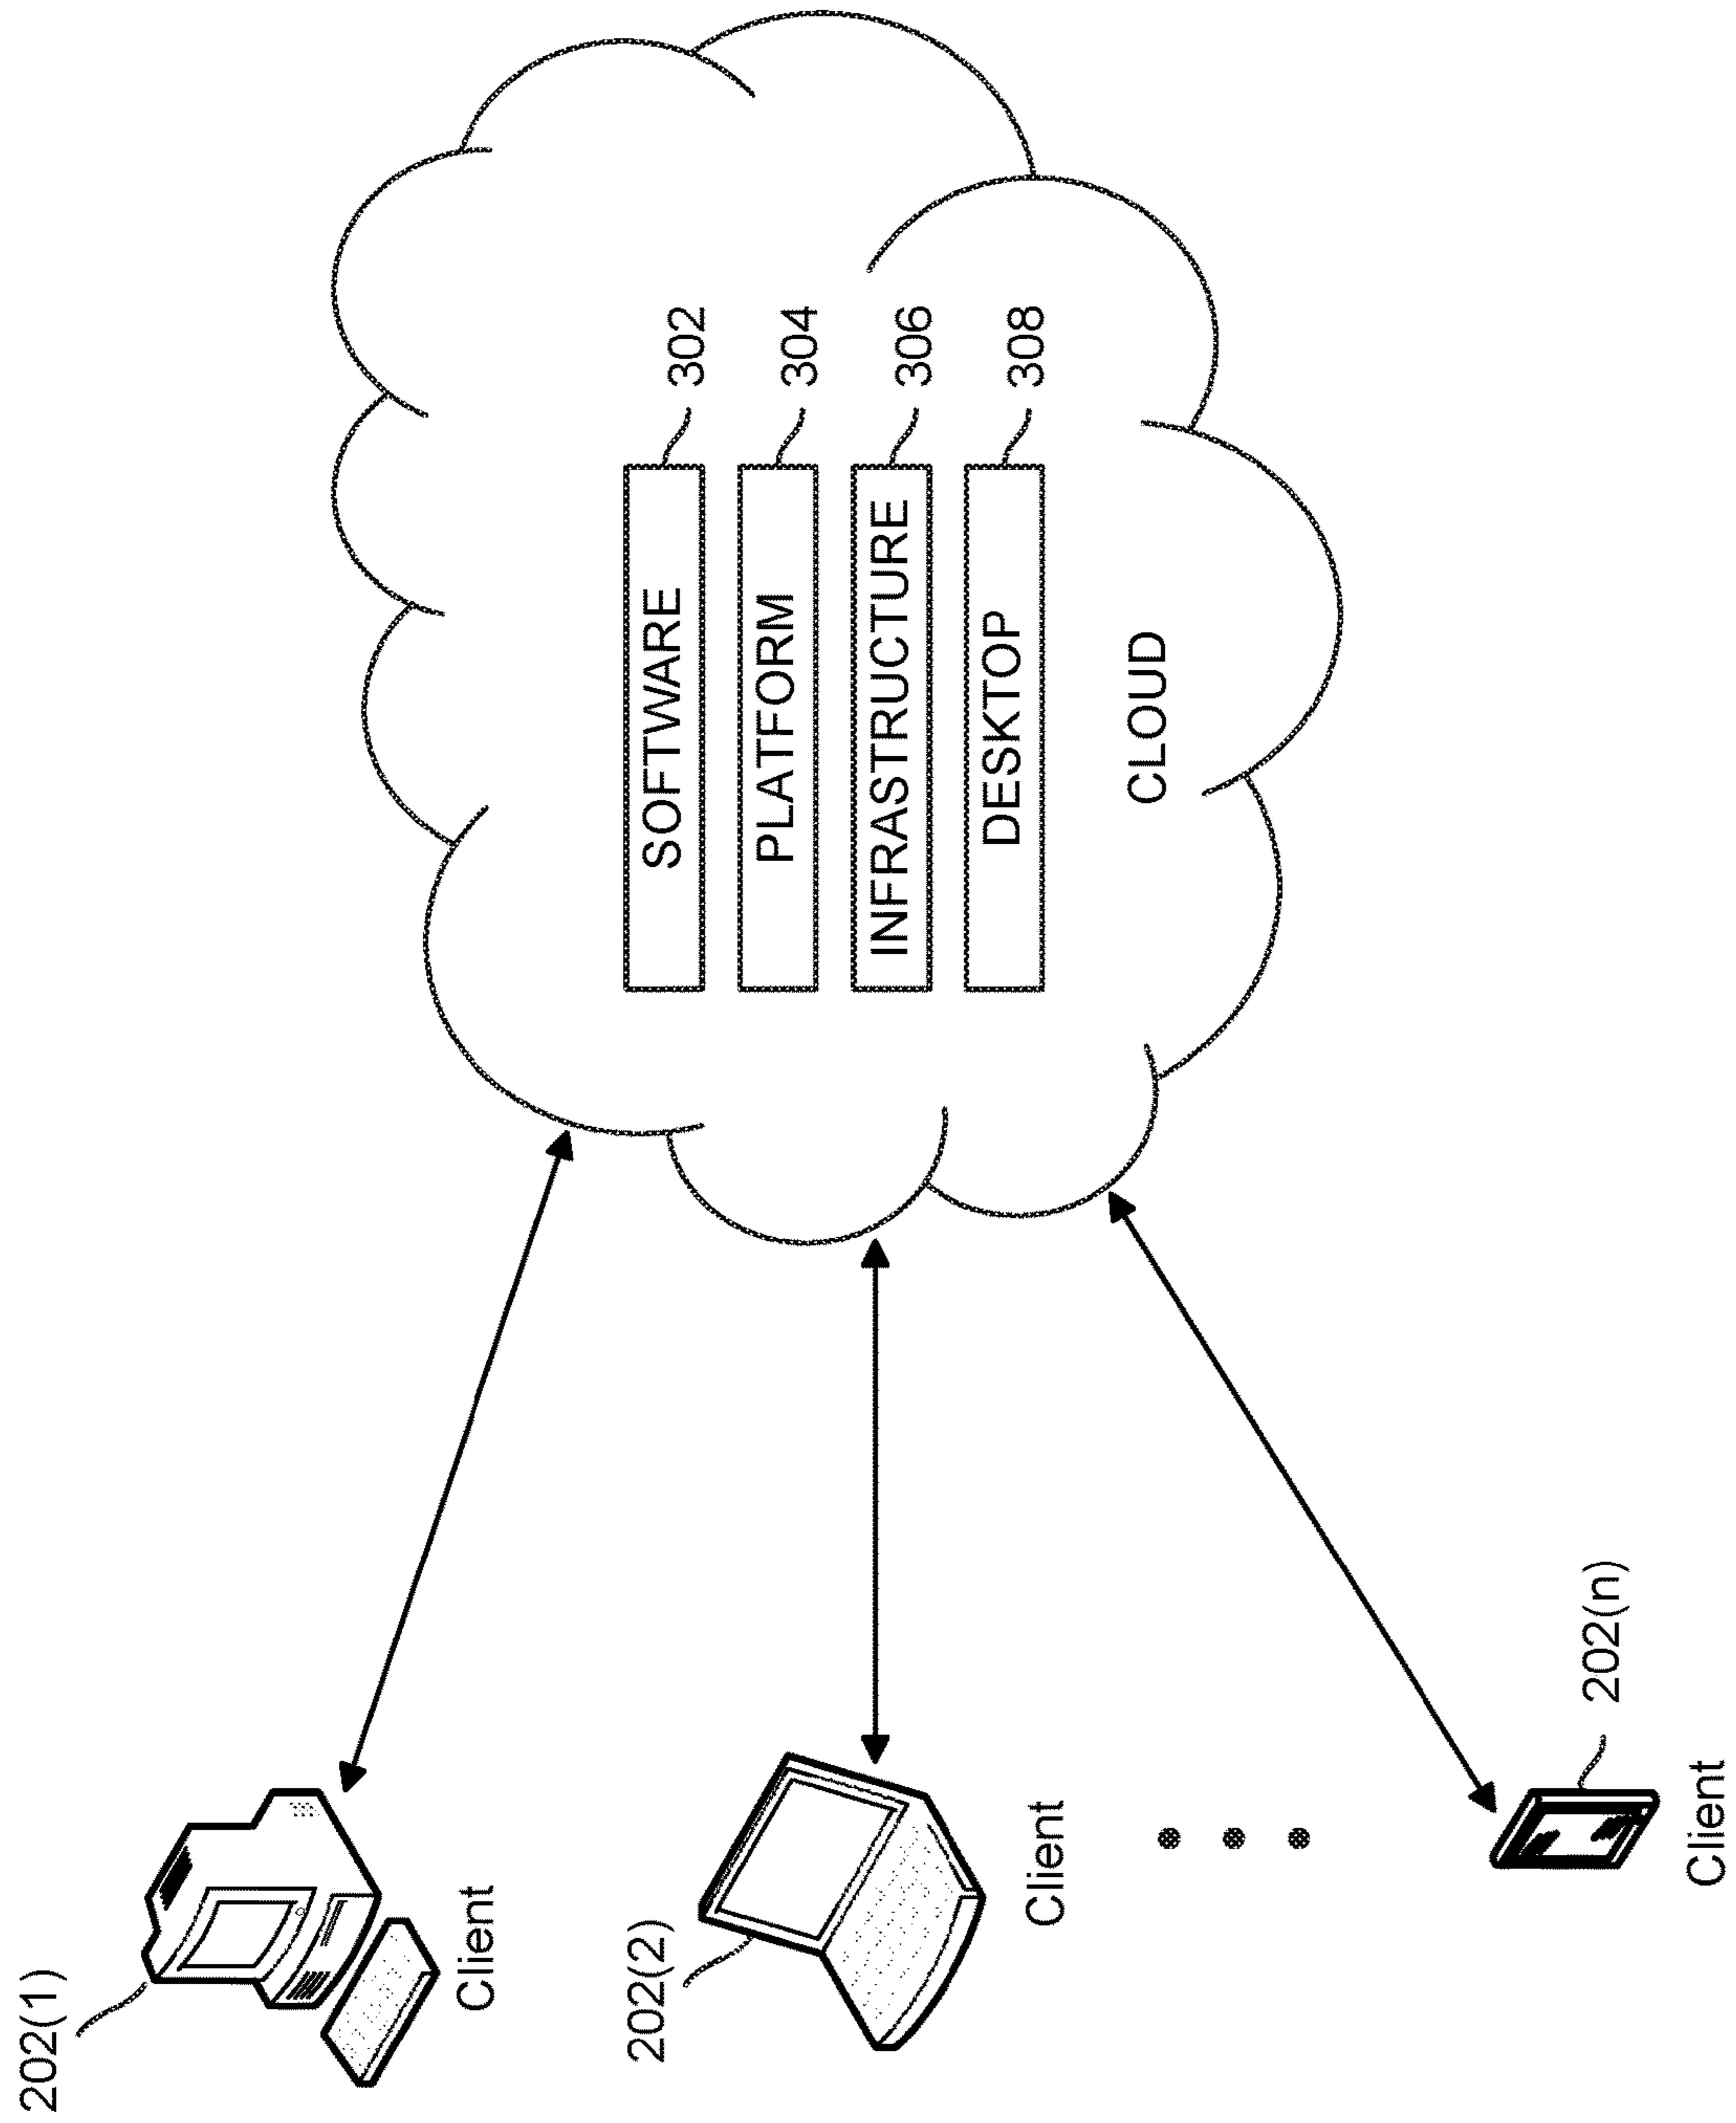 202(1)
Client
202(2)
Client
202(n)
Client
SOFTWARE
302
PLATFORM
304
INFRASTRUCTURE
306
DESKTOP
308
CLOUD